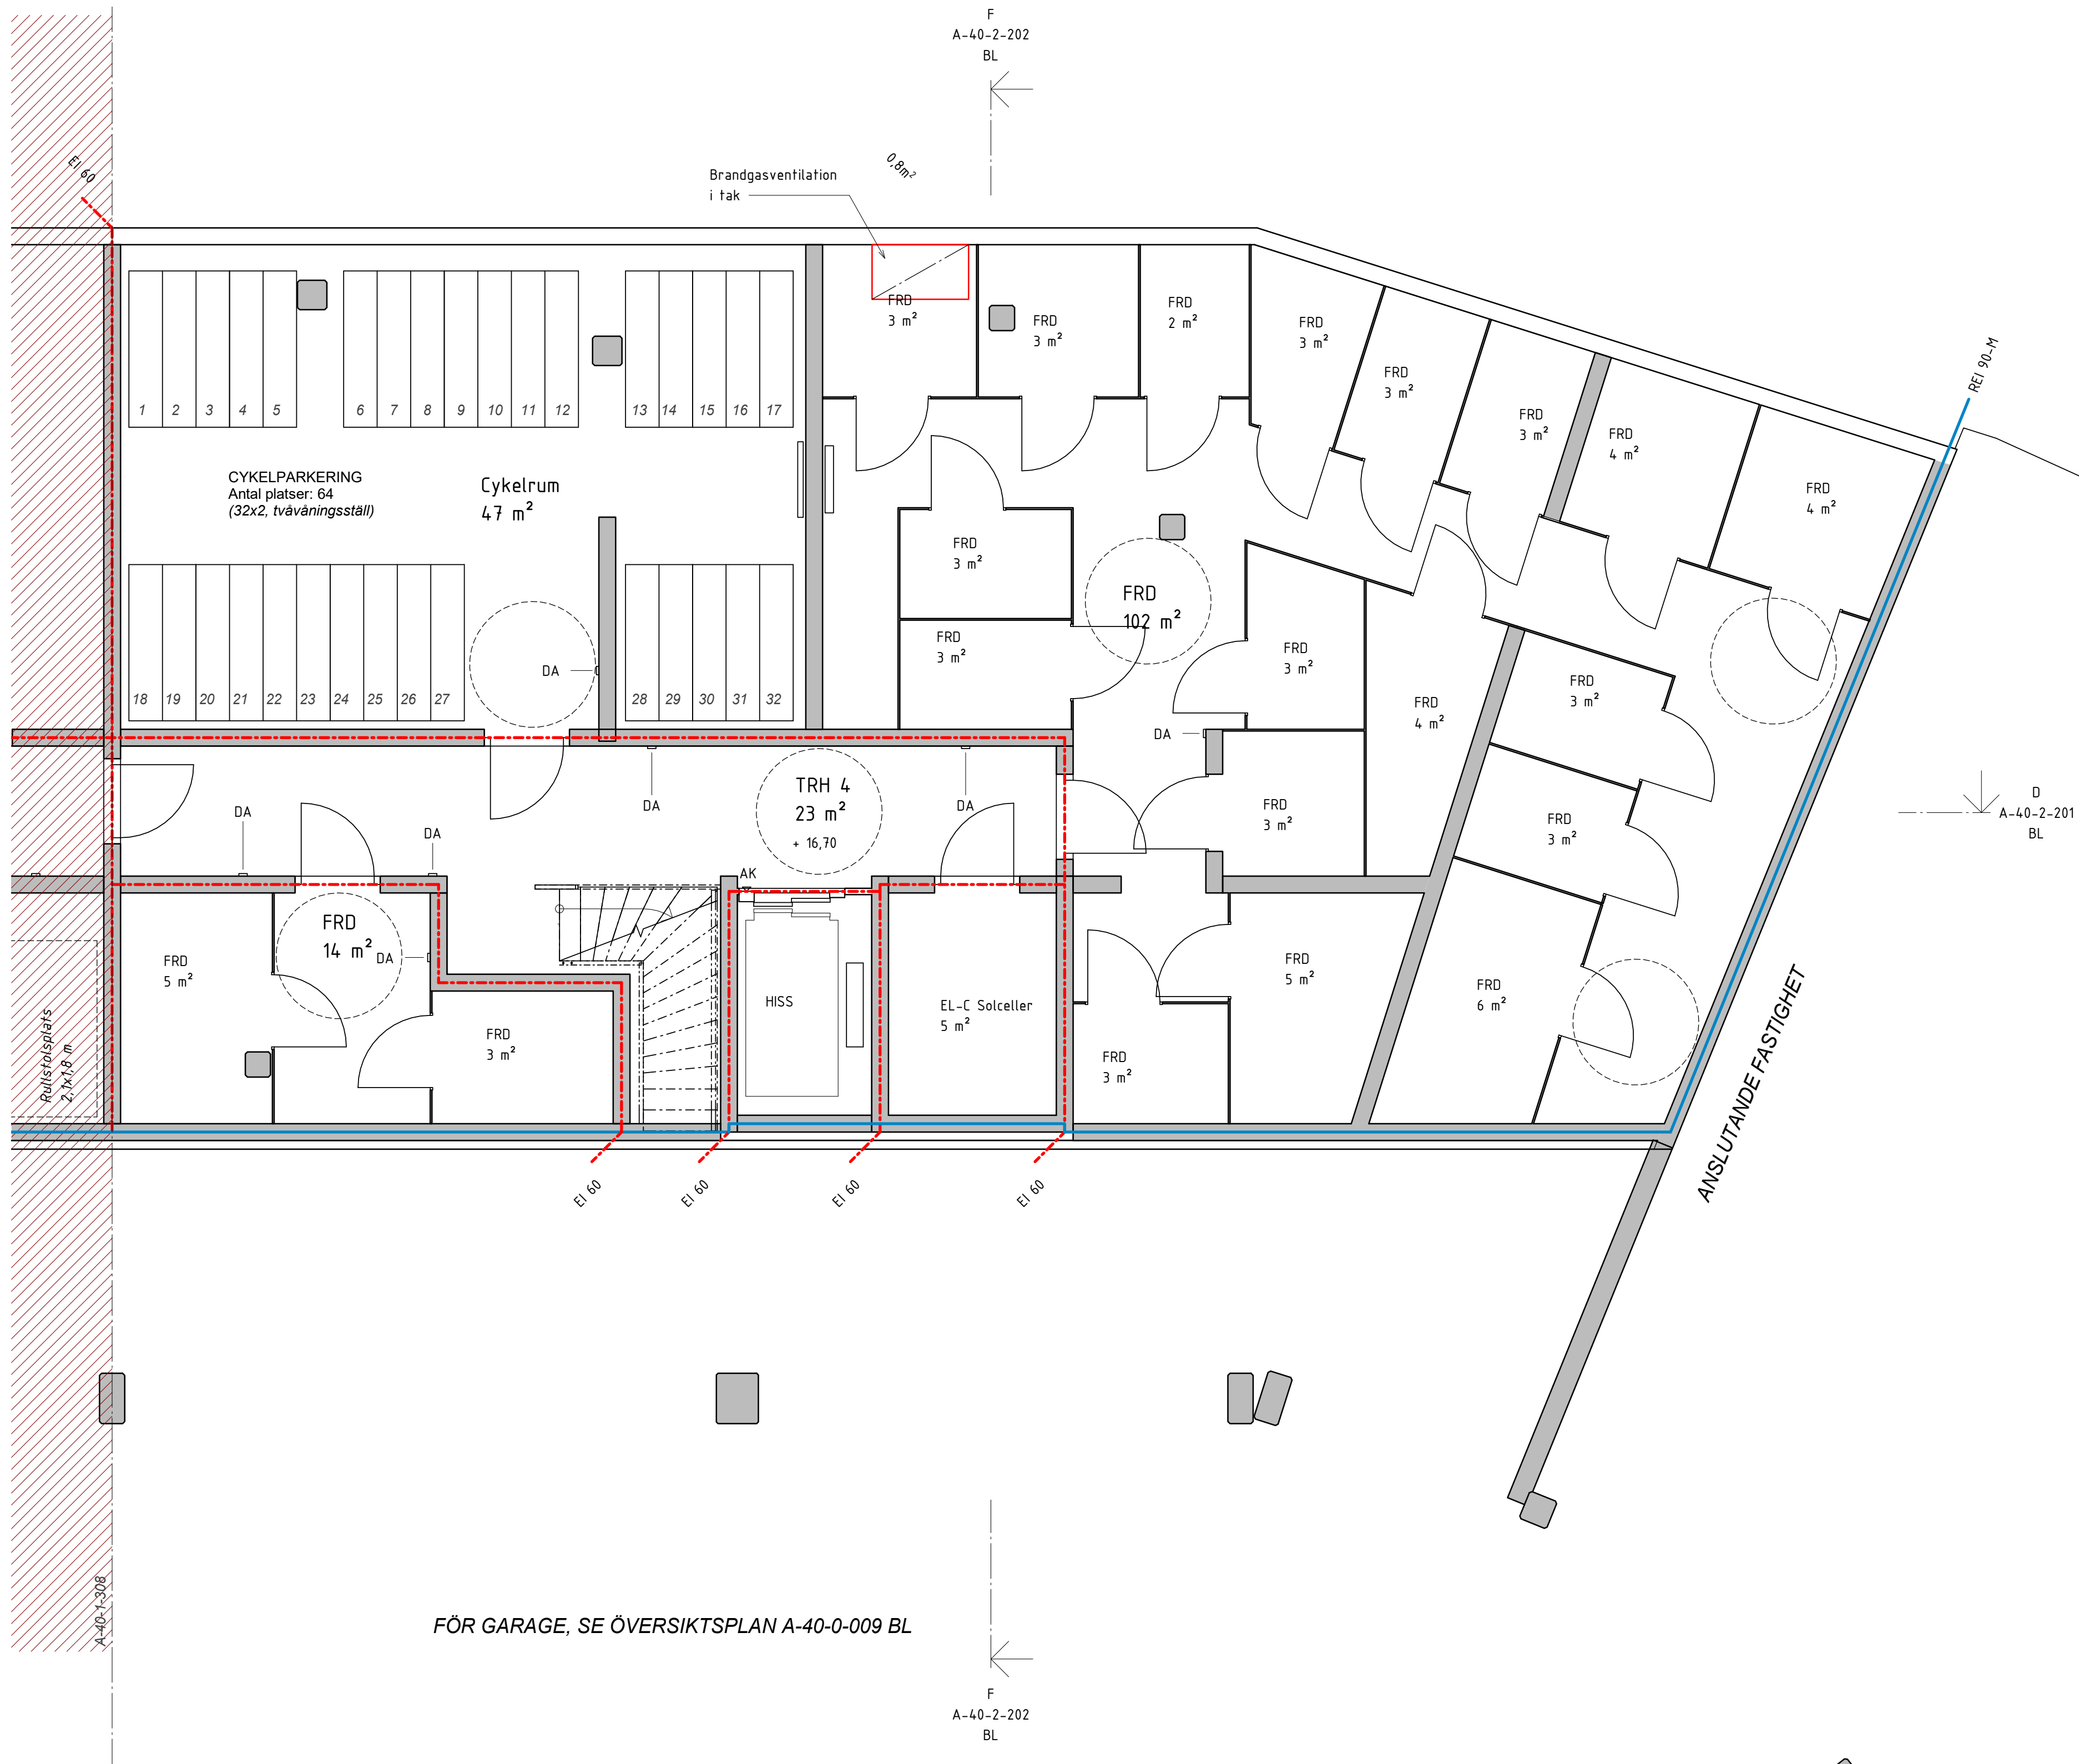 F
A-40-2-202
BL
EI 60
Brandgasventilation
i tak
0,8m²
REI 90-M
FRD
3 m²
FRD
3 m²
FRD
2 m²
FRD
3 m²
FRD
3 m²
FRD
3 m²
FRD
4 m²
FRD
4 m²
1 2 3 4 5 6 7 8 9 10 11 12 13 14 15 16 17
CYKELPARKERING
Antal platser: 64
(32x2, tvåvåningsställ)
Cykelrum
47 m²
FRD
3 m²
FRD
3 m²
FRD
102 m²
FRD
3 m²
FRD
4 m²
FRD
3 m²
DA
18 19 20 21 22 23 24 25 26 27 28 29 30 31 32
DA
TRH 4
23 m²
+ 16,70
DA
DA
DA
DA
FRD
3 m²
FRD
3 m²
D
A-40-2-201
BL
AK
FRD
14 m²
DA
FRD
5 m²
FRD
3 m²
HISS
EL-C Solceller
5 m²
FRD
5 m²
FRD
3 m²
FRD
6 m²
Rullstolsplats
2,1x1,8 m
ANSLUTANDE FASTIGHET
EI 60
EI 60
EI 60
EI 60
A-40-1-308
FÖR GARAGE, SE ÖVERSIKTSPLAN A-40-0-009 BL
F
A-40-2-202
BL